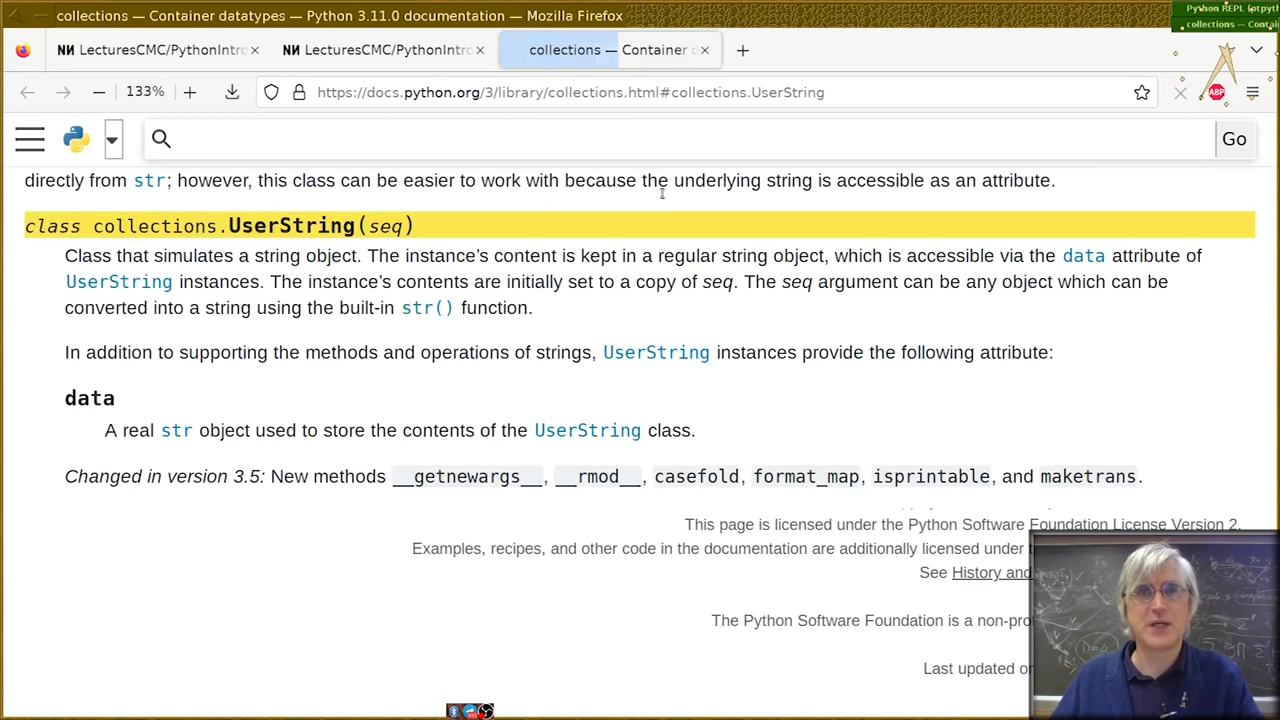 collections — Container datatypes — Python 3.11.0 documentation — Mozilla Firefox
Python REPL (ptpyth
collections — Contai
LecturesCMC/PythonIntro
LecturesCMC/PythonIntro
collections — Container
133%
https://docs.python.org/3/library/collections.html#collections.UserString
ABP
Go
directly from str; however, this class can be easier to work with because the underlying string is accessible as an attribute.
class collections.UserString(seq)
Class that simulates a string object. The instance’s content is kept in a regular string object, which is accessible via the data attribute of
UserString instances. The instance’s contents are initially set to a copy of seq. The seq argument can be any object which can be
converted into a string using the built-in str() function.
In addition to supporting the methods and operations of strings, UserString instances provide the following attribute:
data
A real str object used to store the contents of the UserString class.
Changed in version 3.5: New methods __getnewargs__, __rmod__, casefold, format_map, isprintable, and maketrans.
This page is licensed under the Python Software Foundation License Version 2.
Examples, recipes, and other code in the documentation are additionally licensed under
See History and
The Python Software Foundation is a non-pro
Last updated on